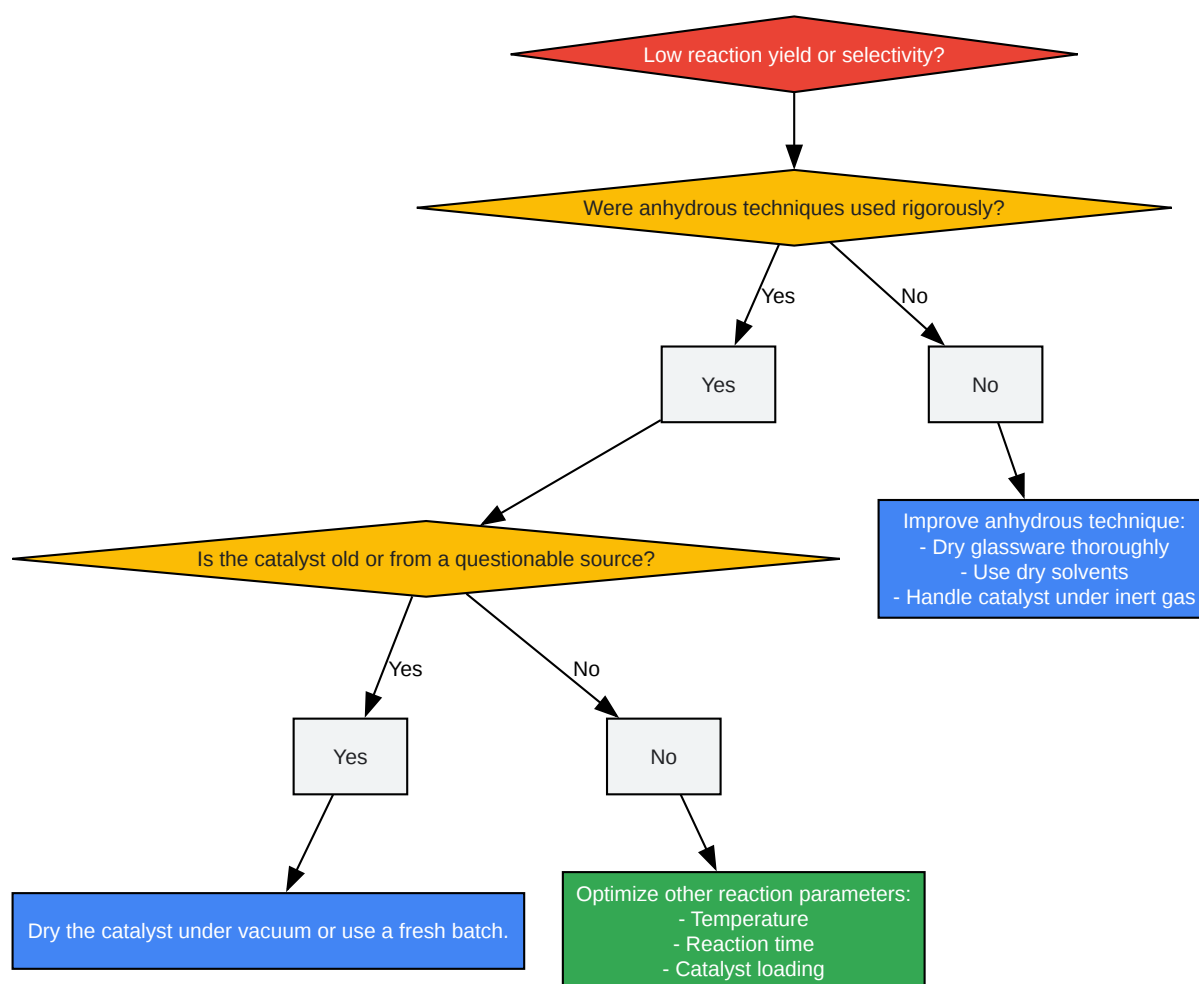 Low reaction yield or selectivity?
Were anhydrous techniques used rigorously?
Yes
No
Yes
No
Improve anhydrous technique:
- Dry glassware thoroughly
- Use dry solvents
- Handle catalyst under inert gas
Is the catalyst old or from a questionable source?
Yes
No
Yes
No
Dry the catalyst under vacuum or use a fresh batch.
Optimize other reaction parameters:
- Temperature
- Reaction time
- Catalyst loading